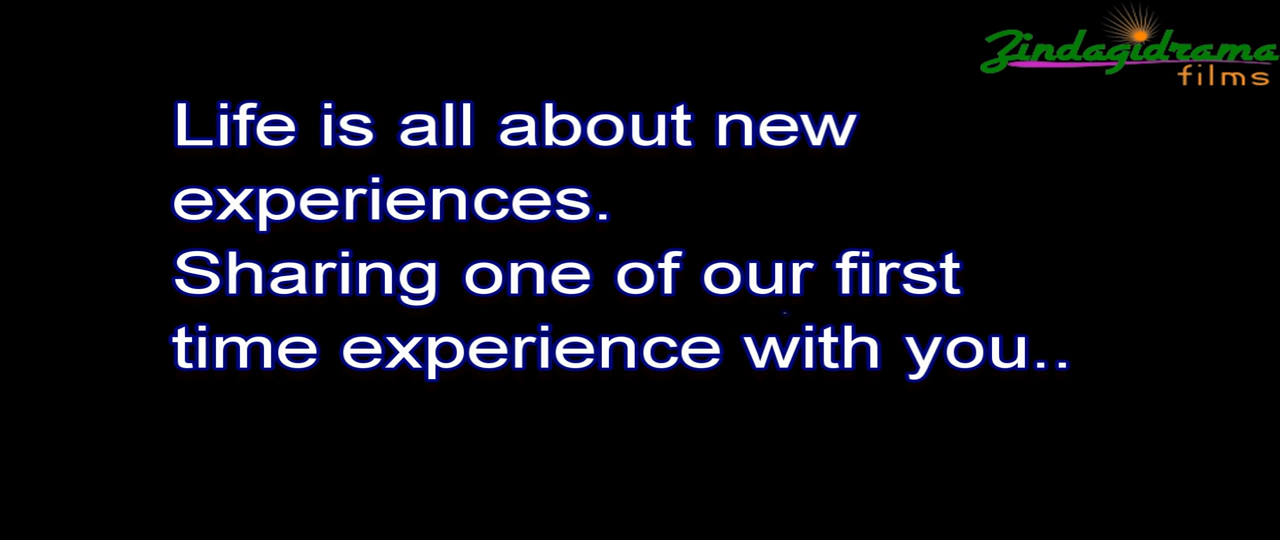 Zindagidrama
films
Life is all about new
experiences.
Sharing one of our first
time experience with you..